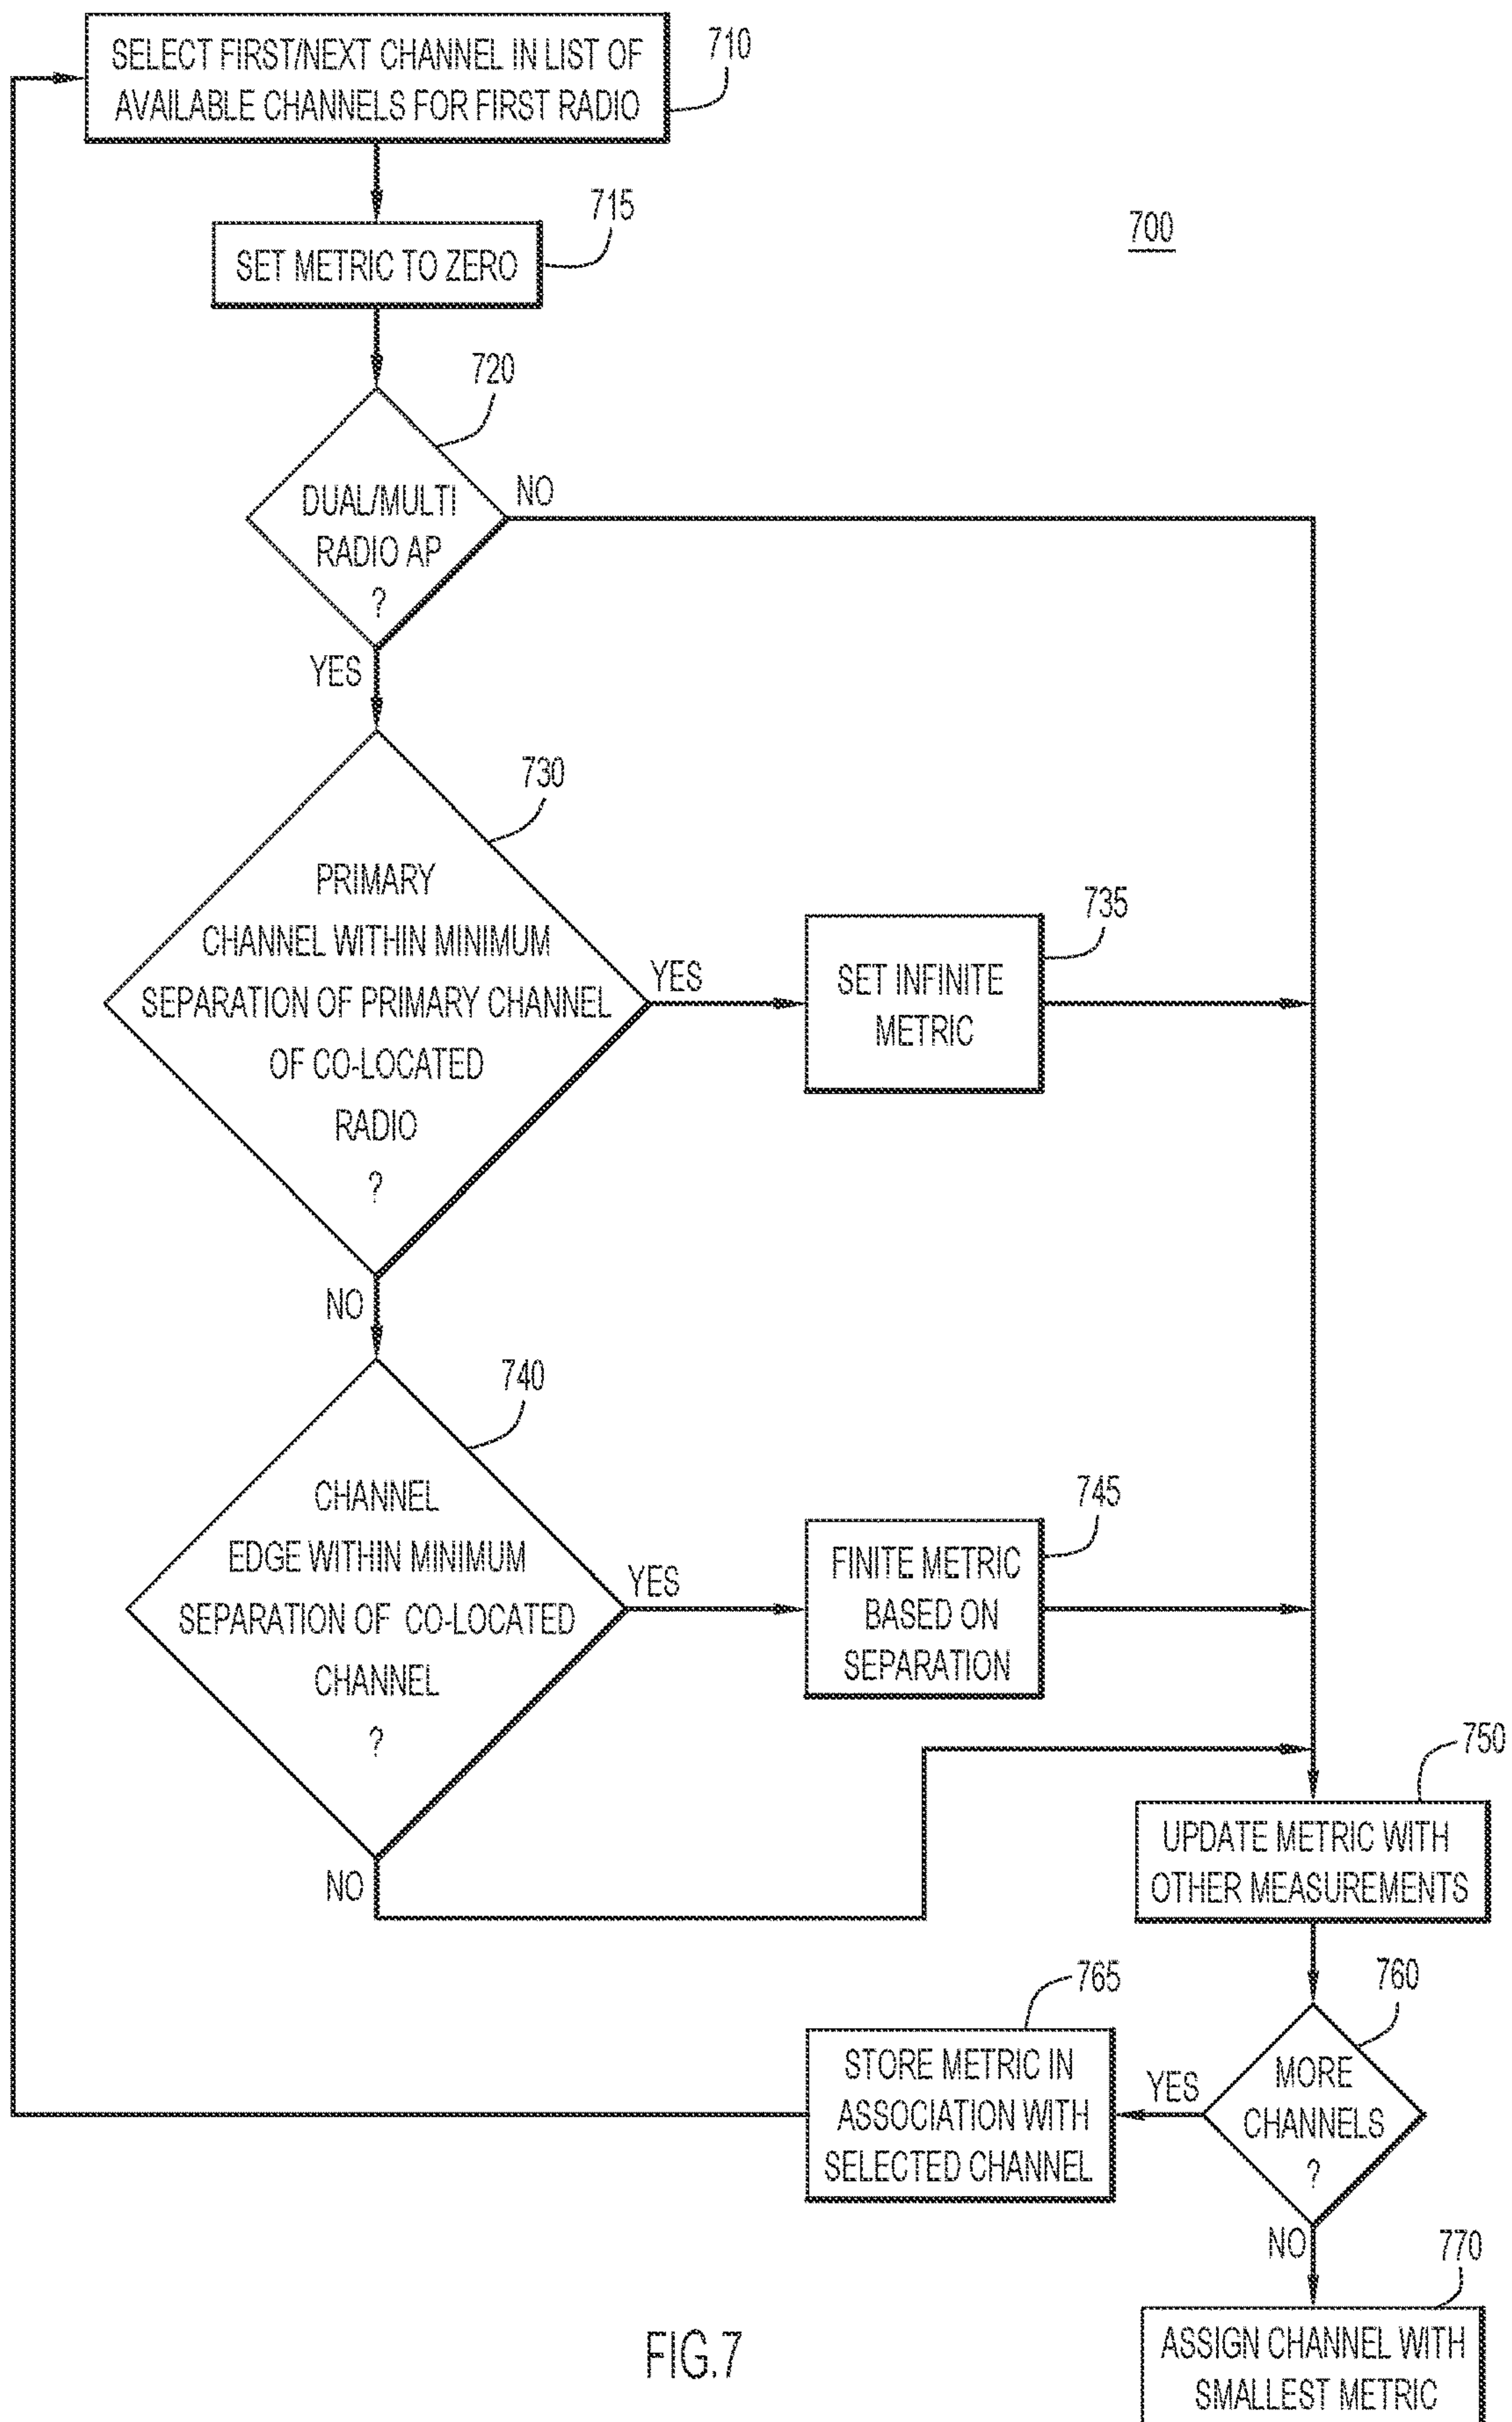 SELECT FIRST/NEXT CHANNEL IN LIST OF
AVAILABLE CHANNELS FOR FIRST RADIO
710
SET METRIC TO ZERO
715
700
720
DUAL/MULTI
RADIO AP
?
NO
YES
730
PRIMARY
CHANNEL WITHIN MINIMUM
SEPARATION OF PRIMARY CHANNEL
OF CO-LOCATED
RADIO
?
YES
735
SET INFINITE
METRIC
NO
740
CHANNEL
EDGE WITHIN MINIMUM
SEPARATION OF CO-LOCATED
CHANNEL
?
YES
745
FINITE METRIC
BASED ON
SEPARATION
NO
750
UPDATE METRIC WITH
OTHER MEASUREMENTS
760
MORE
CHANNELS
?
YES
765
STORE METRIC IN
ASSOCIATION WITH
SELECTED CHANNEL
NO
770
ASSIGN CHANNEL WITH
SMALLEST METRIC
FIG.7